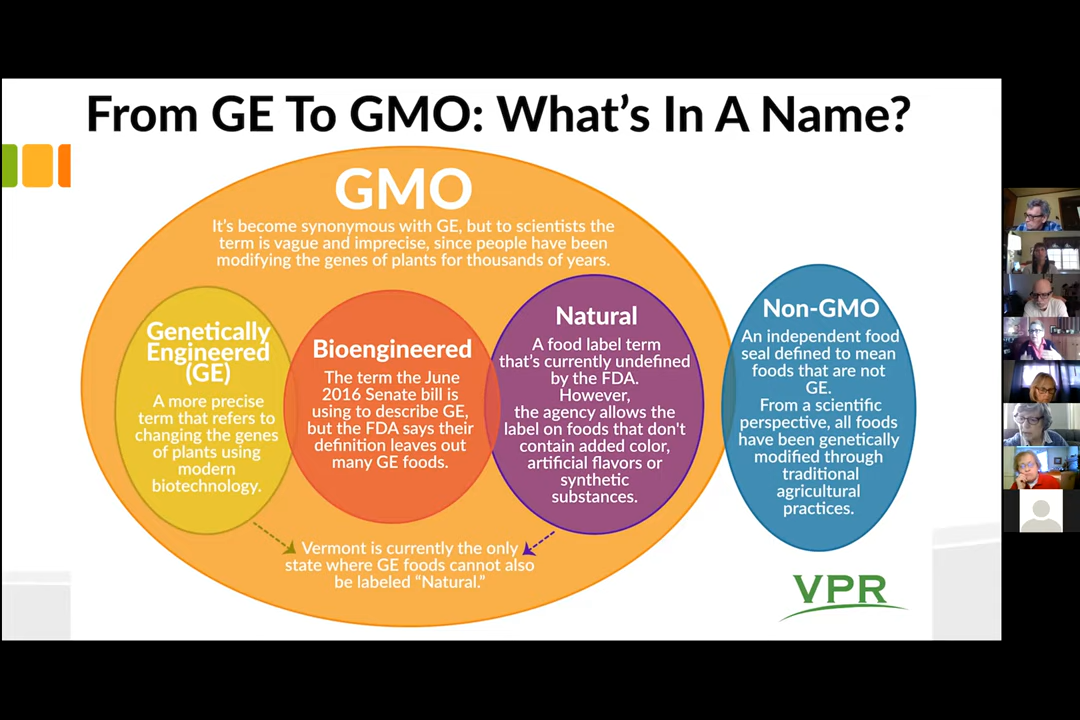 From GE To GMO: What's In A Name?
GMO
It's become synonymous with GE, but to scientists the
term is vague and imprecise, since people have been
modifying the genes of plants for thousands of years.
Genetically
Engineered
(GE)
A more precise
term that refers to
changing the genes
of plants using
modern
biotechnology.
Bioengineered
The term the June
2016 Senate bill is
using to describe GE,
but the FDA says their
definition leaves out
many GE foods.
Natural
A food label term
that's currently undefined
by the FDA.
However,
the agency allows the
label on foods that don't
contain added color,
artificial flavors or
synthetic
substances.
Non-GMO
An independent food
seal defined to mean
foods that are not
GE.
From a scientific
perspective, all foods
have been genetically
modified through
traditional
agricultural
practices.
Vermont is currently the only
state where GE foods cannot also
be labeled “Natural.”
VPR